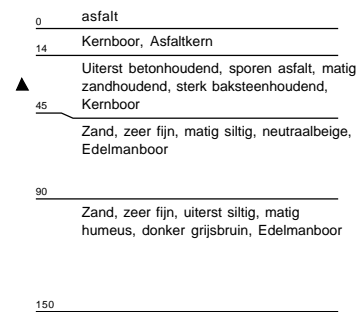 0
asfalt
14
Kernboor, Asfaltkern
Uiterst betonhoudend, sporen asfalt, matig
zandhoudend, sterk baksteenhoudend,
Kernboor
45
Zand, zeer fijn, matig siltig, neutraalbeige,
Edelmanboor
90
Zand, zeer fijn, uiterst siltig, matig
humeus, donker grijsbruin, Edelmanboor
150